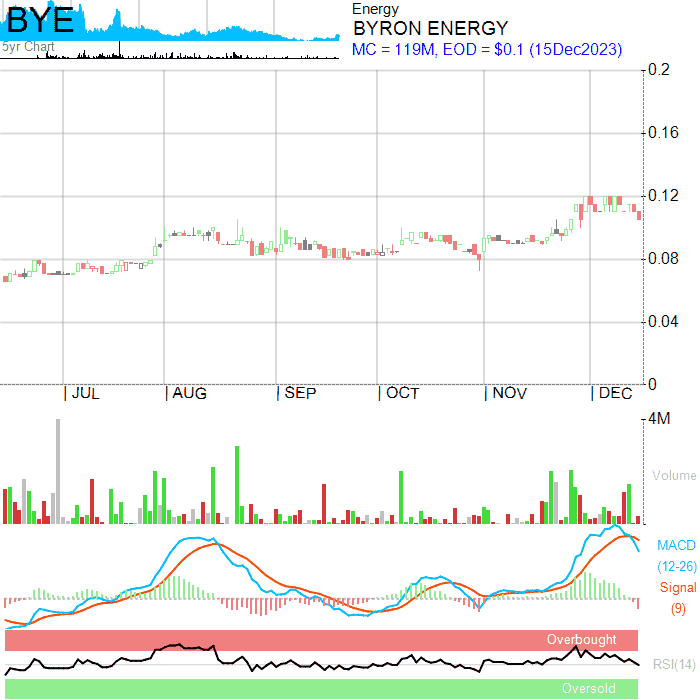 BYE
5yr Chart
Energy
BYRON ENERGY
MC = 119M, EOD = $0.1 (15Dec2023)
0.2
0.16
0.12
0.08
0.04
0
JUL
AUG
SEP
OCT
NOV
DEC
4M
Volume
MACD
(12-26)
Signal
(9)
Overbought
RSI(14)
Oversold